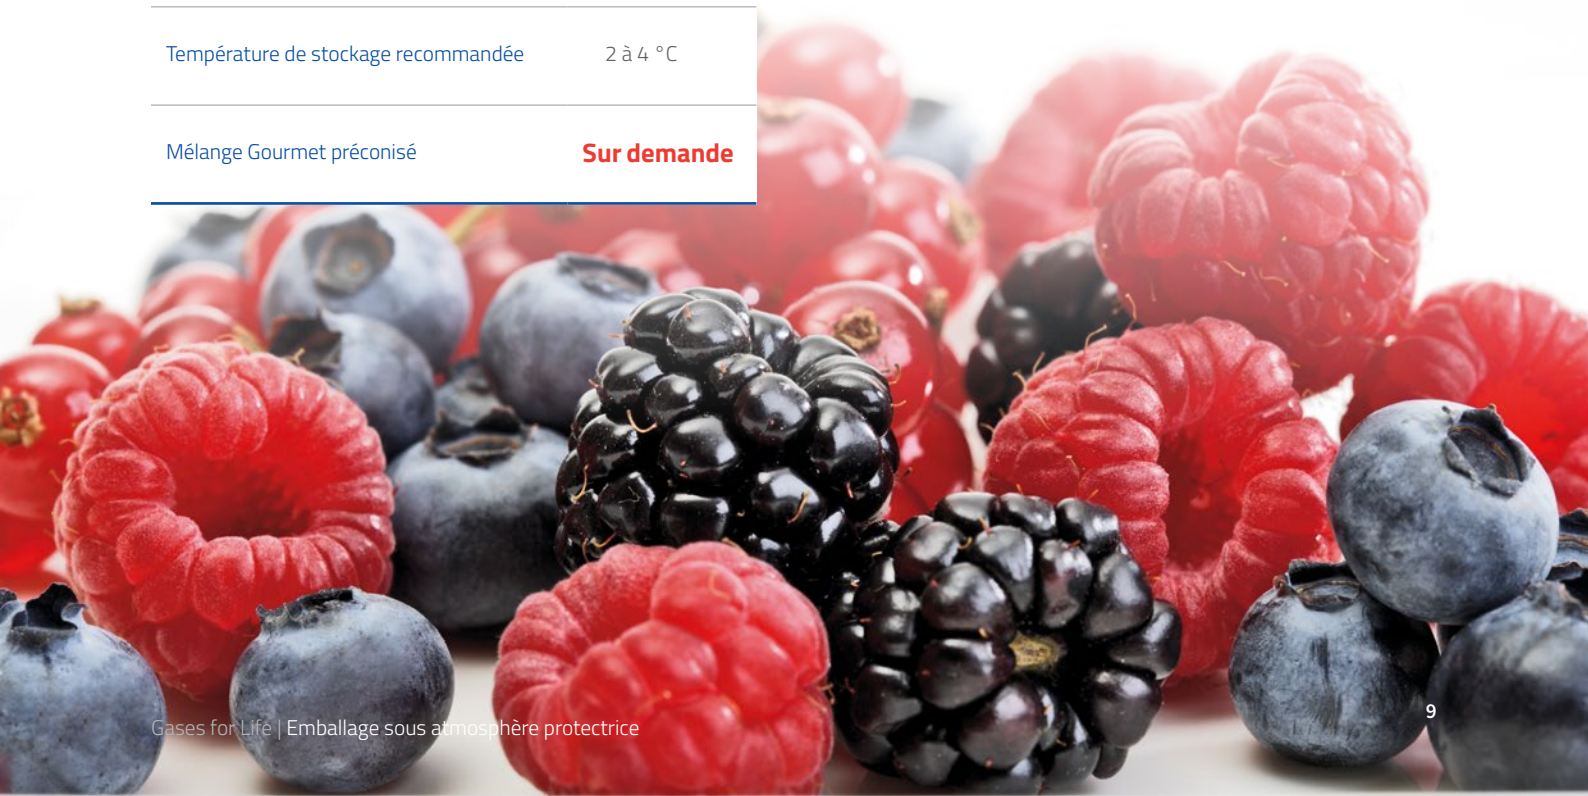 Température de stockage recommandée 2 à 4 °C
Mélange Gourmet préconisé Sur demande
Gases for Life | Emballage sous atmosphère protectrice
9